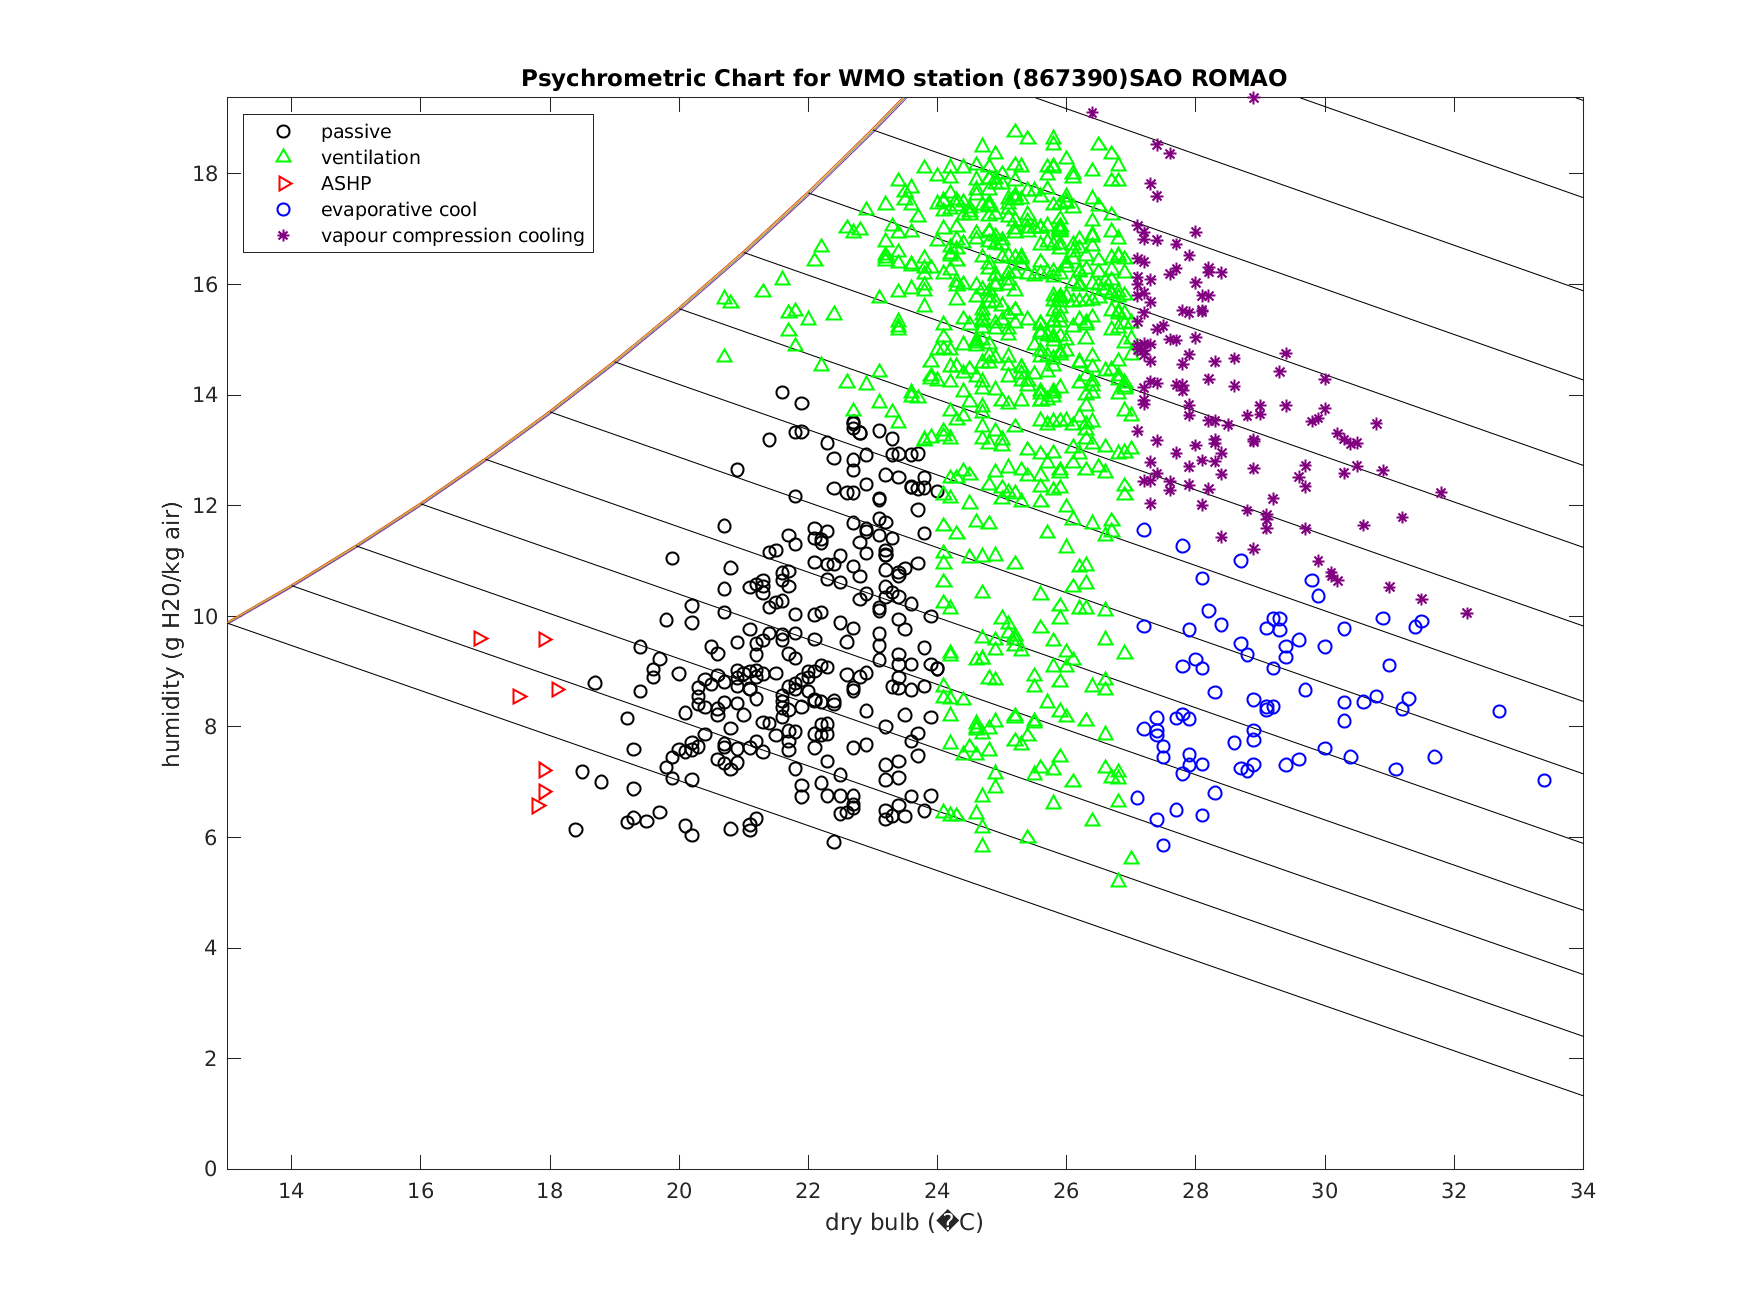 Psychrometric Chart for WMO station (867390)SAO ROMAO
passive
ventilation
ASHP
evaporative cool
vapour compression cooling
humidity (g H20/kg air)
18
16
14
12
10
8
6
4
2
0
14 16 18 20 22 24 26 28 30 32 34
dry bulb (�C)